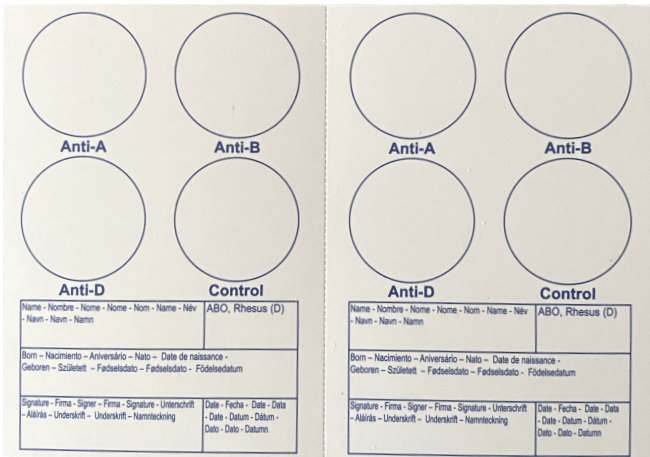 Anti-A
Anti-B
Anti-D
Control
Name - Nombre - Nome - Nome - Nom - Name - Név
- Navn - Navn - Namn
ABO, Rhesus (D)
Born – Nacimiento – Aniversário – Nato – Date de naissance -
Geboren – Született – Fødselsdato – Fødselsdato - Födelsedatum
Signature - Firma - Signer – Firma - Signature - Unterschrift
– Aláírás – Underskrift – Underskrift – Namnteckning
Date - Fecha - Date - Data
- Date - Datum - Dátum -
Dato - Dato - Datumn
Anti-A
Anti-B
Anti-D
Control
Name - Nombre - Nome - Nome - Nom - Name - Név
- Navn - Navn - Namn
ABO, Rhesus (D)
Born – Nacimiento – Aniversário – Nato – Date de naissance -
Geboren – Született – Fødselsdato – Fødselsdato - Födelsedatum
Signature - Firma - Signer – Firma - Signature - Unterschrift
– Aláírás – Underskrift – Underskrift – Namnteckning
Date - Fecha - Date - Data
- Date - Datum - Dátum -
Dato - Dato - Datumn